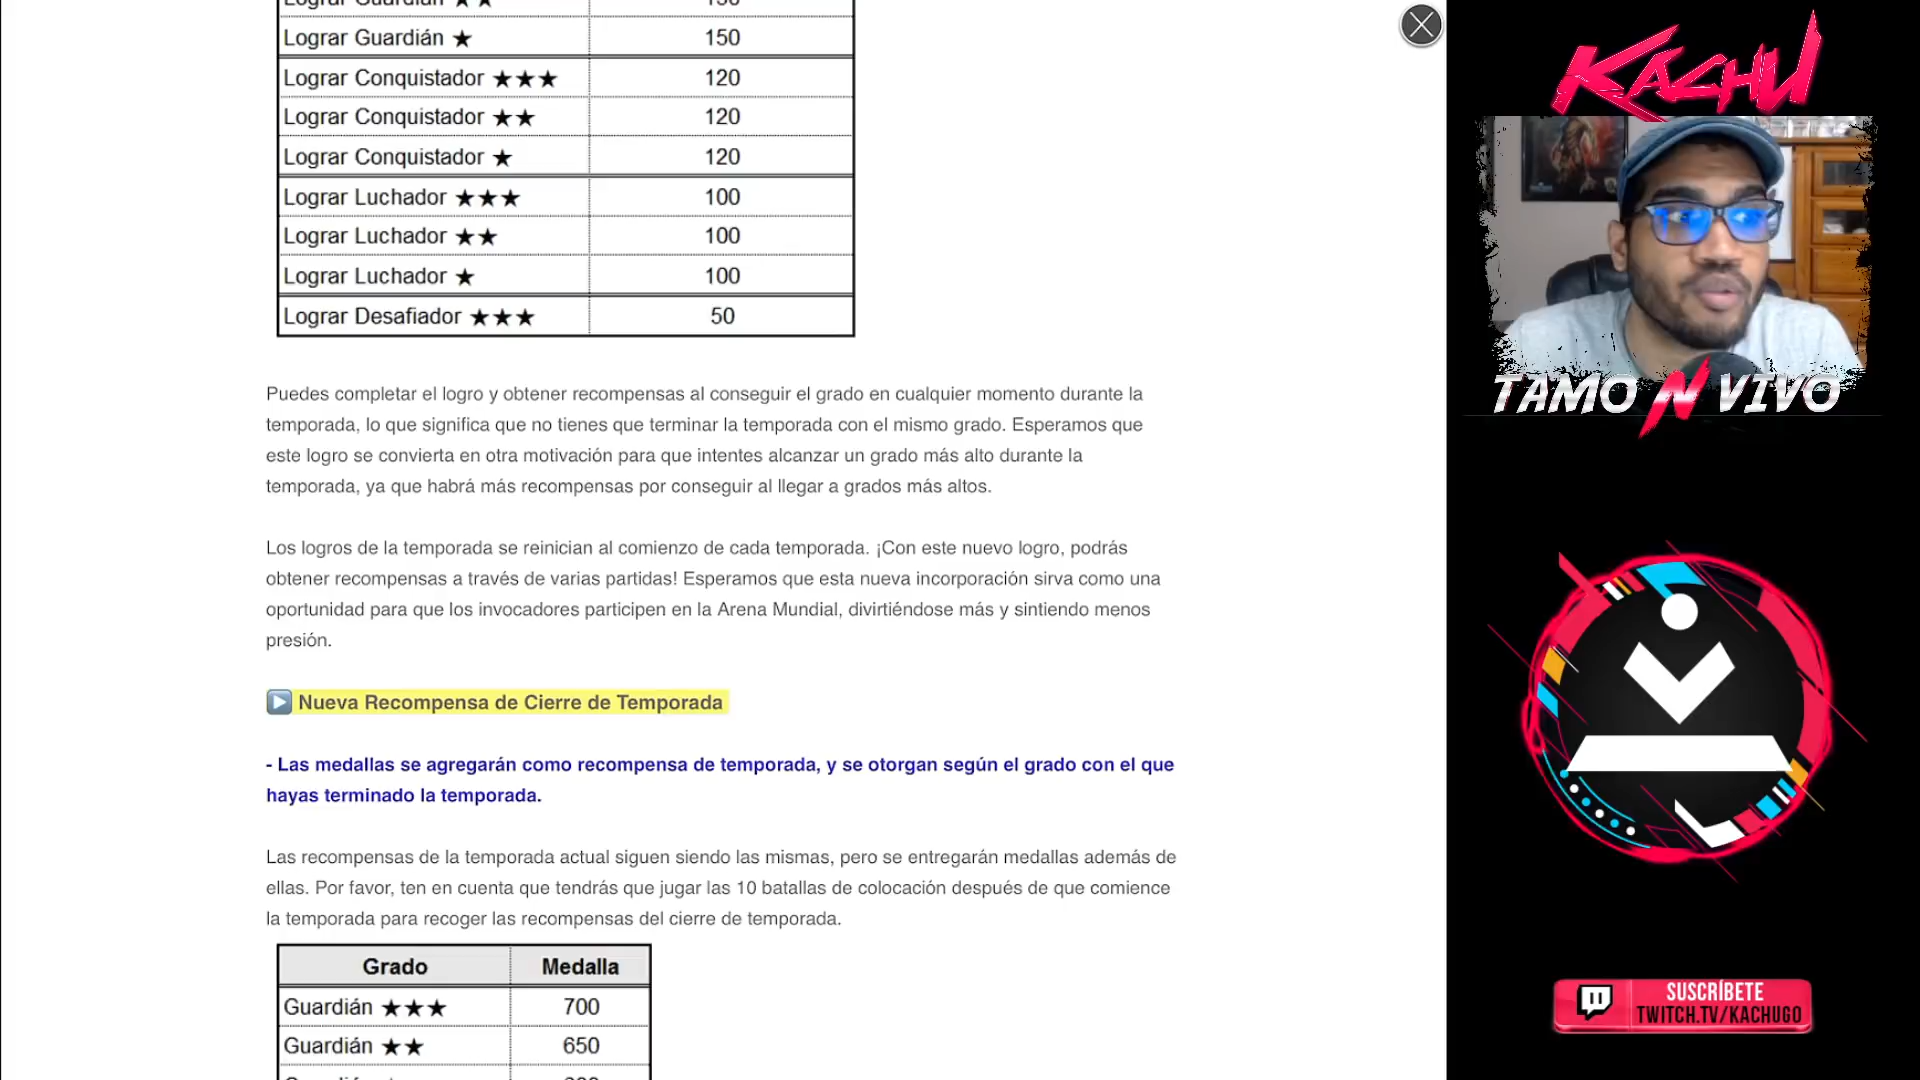 Lograr Guardián ★★ 150
Lograr Guardián ★ 150
Lograr Conquistador ★★★ 120
Lograr Conquistador ★★ 120
Lograr Conquistador ★ 120
Lograr Luchador ★★★ 100
Lograr Luchador ★★ 100
Lograr Luchador ★ 100
Lograr Desafiador ★★★ 50
Puedes completar el logro y obtener recompensas al conseguir el grado en cualquier momento durante la
temporada, lo que significa que no tienes que terminar la temporada con el mismo grado. Esperamos que
este logro se convierta en otra motivación para que intentes alcanzar un grado más alto durante la
temporada, ya que habrá más recompensas por conseguir al llegar a grados más altos.
Los logros de la temporada se reinician al comienzo de cada temporada. ¡Con este nuevo logro, podrás
obtener recompensas a través de varias partidas! Esperamos que esta nueva incorporación sirva como una
oportunidad para que los invocadores participen en la Arena Mundial, divirtiéndose más y sintiendo menos
presión.
Nueva Recompensa de Cierre de Temporada
- Las medallas se agregarán como recompensa de temporada, y se otorgan según el grado con el que
hayas terminado la temporada.
Las recompensas de la temporada actual siguen siendo las mismas, pero se entregarán medallas además de
ellas. Por favor, ten en cuenta que tendrás que jugar las 10 batallas de colocación después de que comience
la temporada para recoger las recompensas del cierre de temporada.
Grado Medalla
Guardián ★★★ 700
Guardián ★★ 650
KACHU
TAMO N VIVO
SUSCRÍBETE
TWITCH.TV/KACHUGO